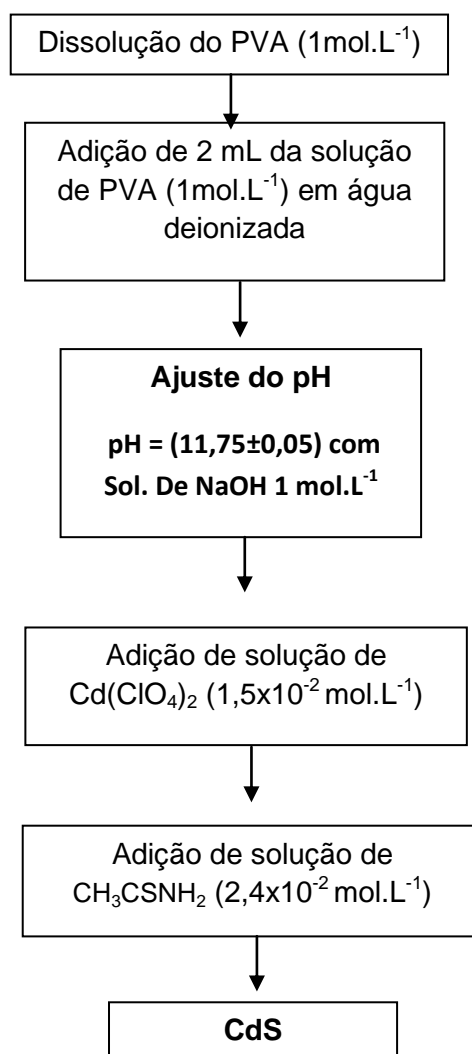 Dissolução do PVA (1mol.L⁻¹)
Adição de 2 mL da solução
de PVA (1mol.L⁻¹) em água
deionizada
Ajuste do pH
pH = (11,75±0,05) com
Sol. De NaOH 1 mol.L⁻¹
Adição de solução de
Cd(ClO₄)₂ (1,5x10⁻² mol.L⁻¹)
Adição de solução de
CH₃CSNH₂ (2,4x10⁻² mol.L⁻¹)
CdS